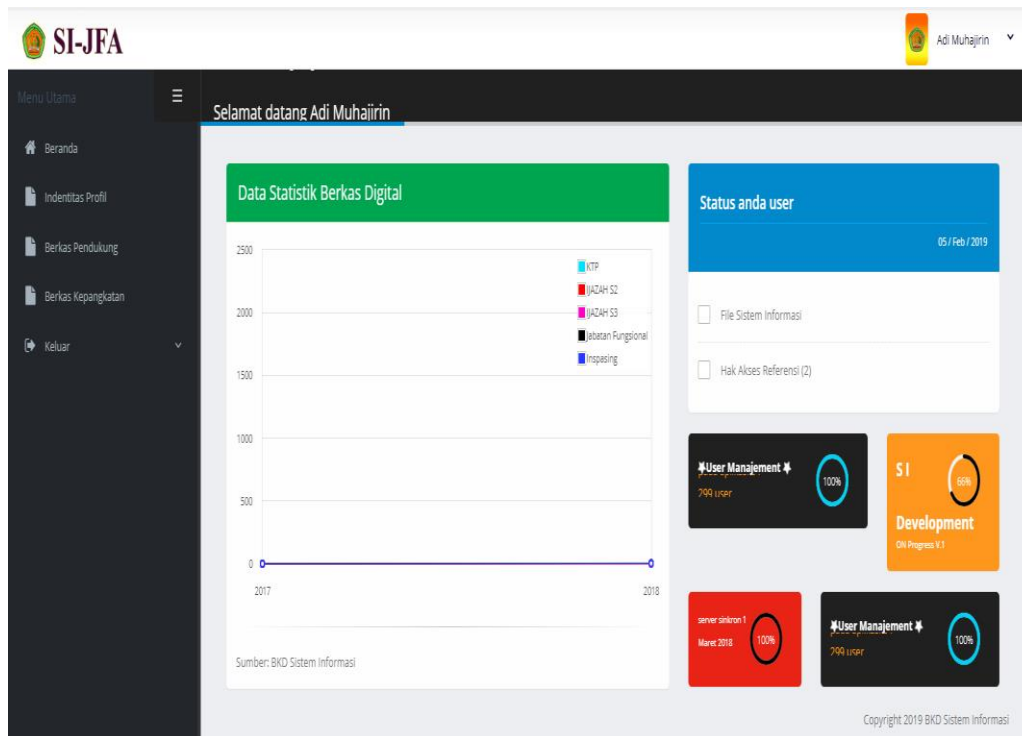 SI-JFA
Adi Muhajirin
Menu Utama
Selamat datang Adi Muhajirin
Beranda
Indentitas Profil
Berkas Pendukung
Berkas Kepangkatan
Keluar
Data Statistik Berkas Digital
2500
2000
1500
1000
500
0
2017 2018
KTP
IJAZAH S2
IJAZAH S3
Jabatan Fungsional
Inspasing
Sumber: BKD Sistem Informasi
Status anda user
05 / Feb / 2019
File Sistem Informasi
Hak Akses Referensi (2)
User Manajement
299 user
100%
S I
66%
Development
ON Progress V.1
server sinkron 1
Maret 2018
100%
User Manajement
299 user
100%
Copyright 2019 BKD Sistem Informasi